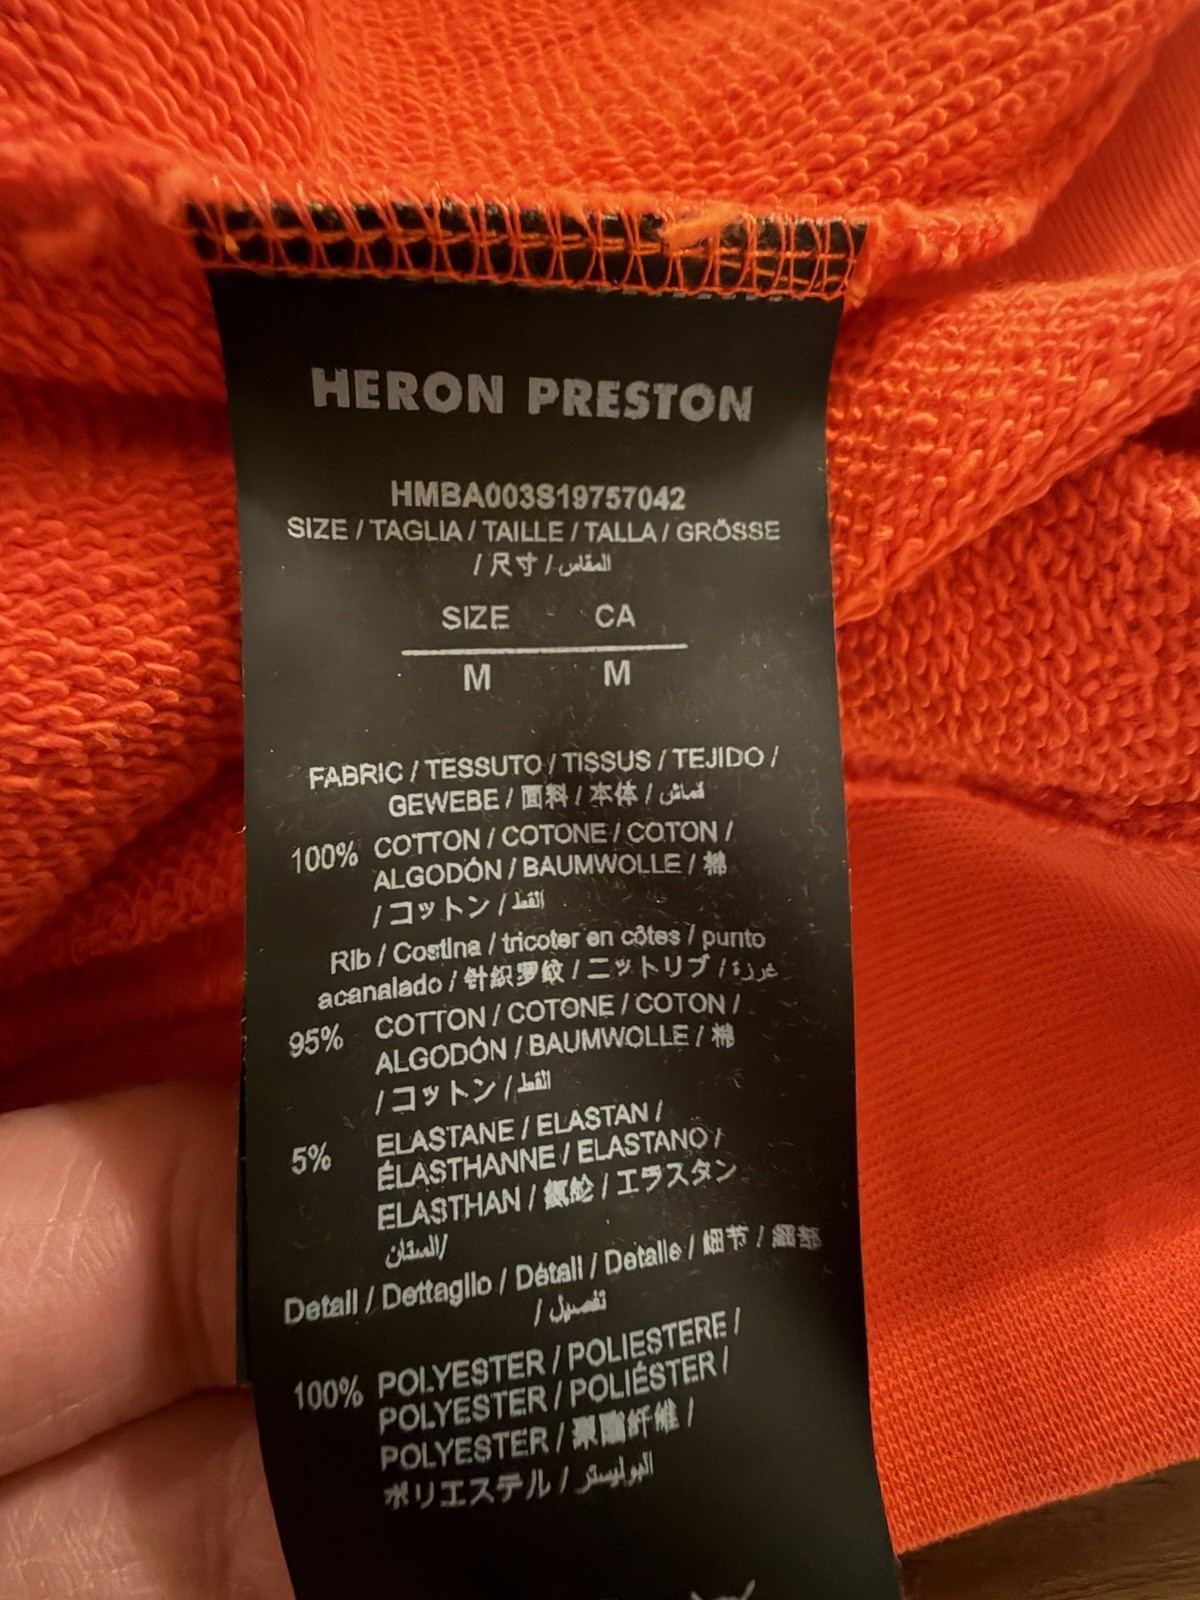 HERON PRESTON
HMBA003S19757042
SIZE / TAGLIA / TAILLE / TALLA / GRÖSSE
/ 尺寸 / المقاس
SIZE CA
M M
FABRIC / TESSUTO / TISSUS / TEJIDO /
GEWEBE / 面料 / 本体 / قماش
100% COTTON / COTONE / COTON /
ALGODÓN / BAUMWOLLE / 棉
/ コットン / القط
Rib / Costina / tricoter en côtes / punto
acanalado / 针织罗纹 / ニットリブ / غرزة
95% COTTON / COTONE / COTON /
ALGODÓN / BAUMWOLLE / 棉
/ コットン / القط
5% ELASTANE / ELASTAN /
ÉLASTHANNE / ELASTANO /
ELASTHAN / 氨纶 / エラスタン
Detail / Dettaglio / Détail / Detalle / 细节 / 細部
/ تفصيل
100% POLYESTER / POLIESTERE /
POLYESTER / POLIÉSTER /
POLYESTER / 聚酯纤维 /
ポリエステル / البوليستر